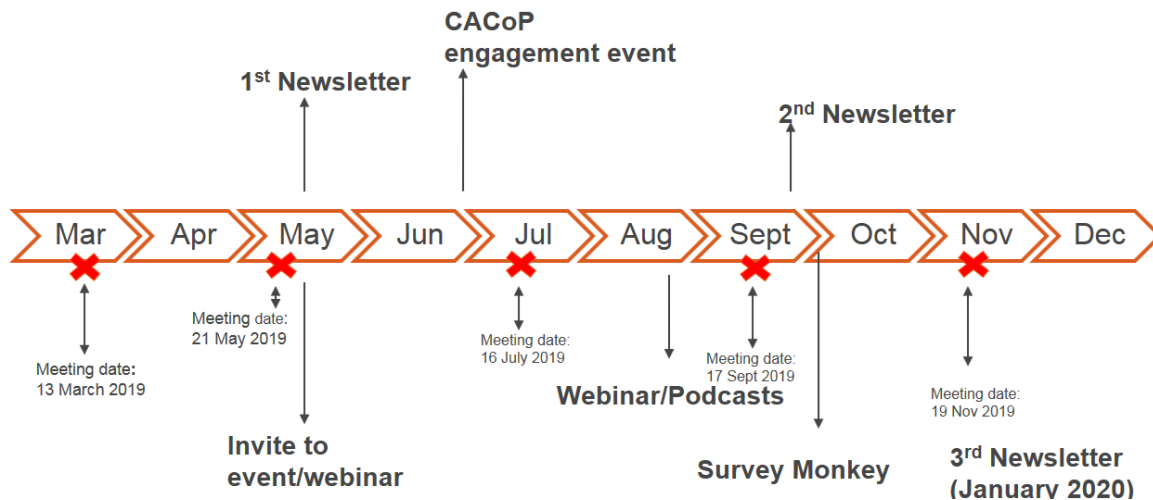 CACoP
engagement event
1st Newsletter
2nd Newsletter
Mar
Apr
May
Jun
Jul
Aug
Sept
Oct
Nov
Dec
Meeting date:
13 March 2019
Meeting date:
21 May 2019
Meeting date:
16 July 2019
Meeting date:
17 Sept 2019
Meeting date:
19 Nov 2019
Invite to
event/webinar
Webinar/Podcasts
Survey Monkey
3rd Newsletter
(January 2020)